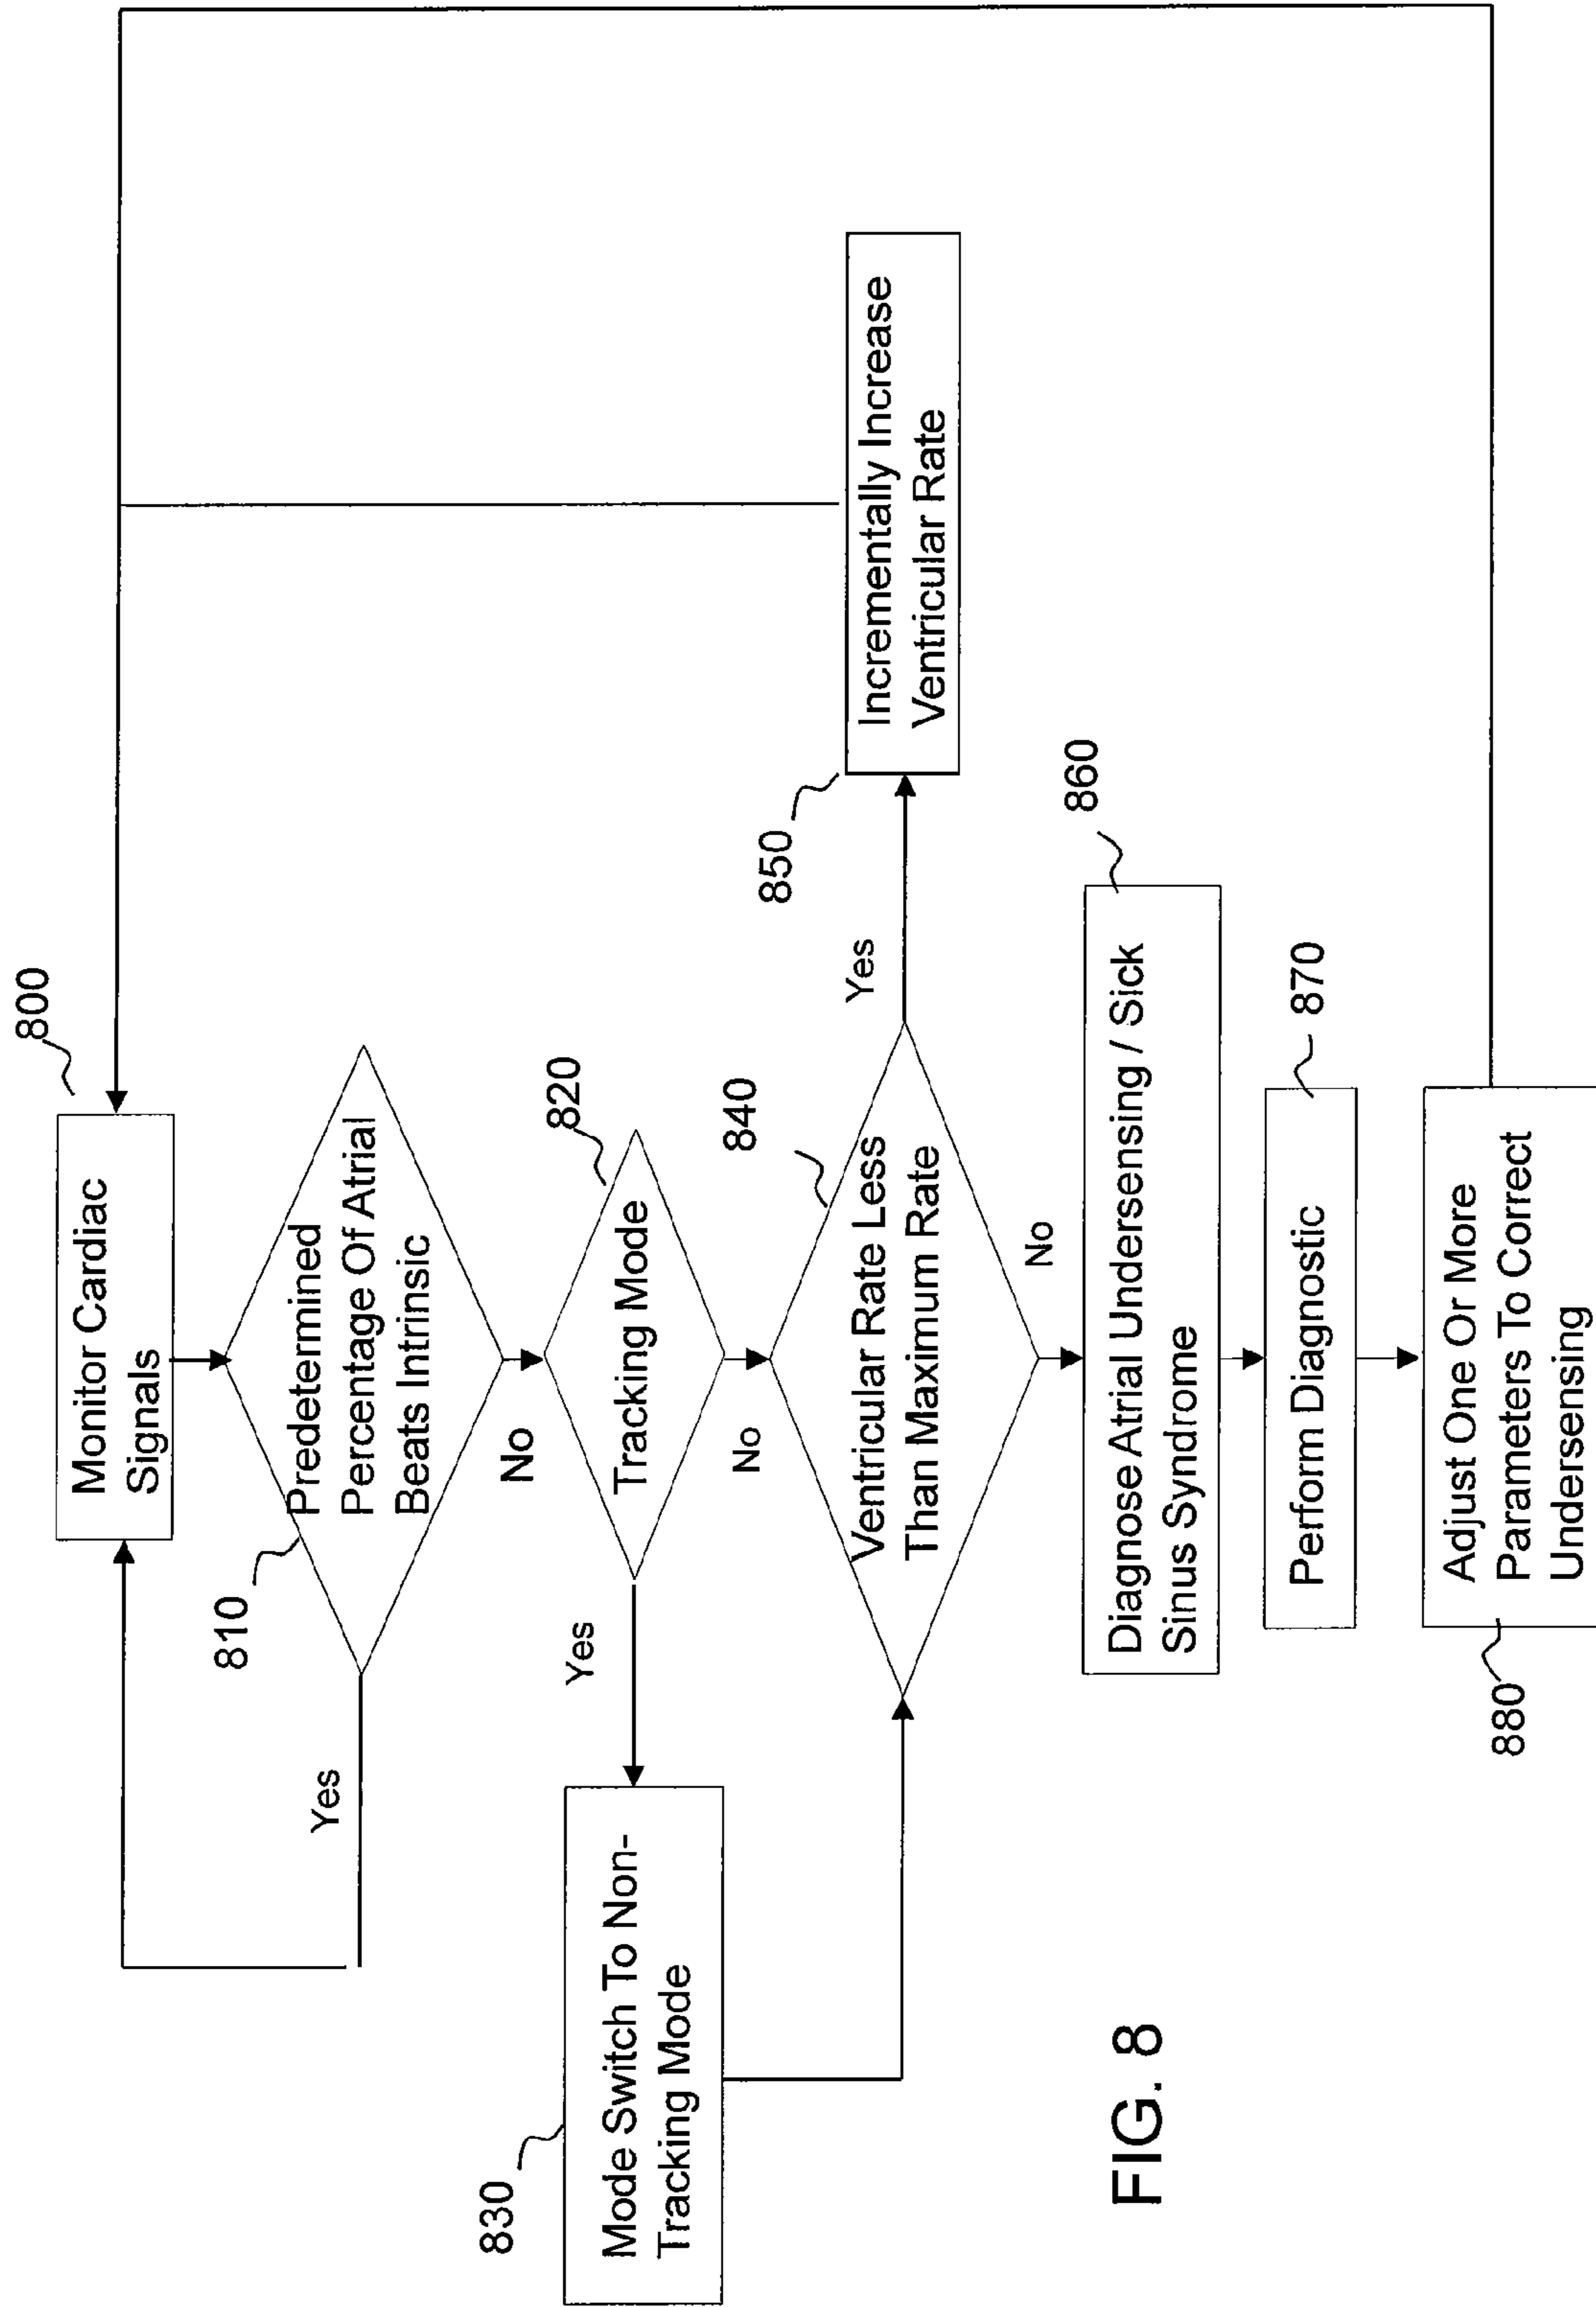 800
Monitor Cardiac
Signals
810
Predetermined
Percentage Of Atrial
Beats Intrinsic
Yes
No
820
Tracking Mode
Yes
No
830
Mode Switch To Non-
Tracking Mode
840
Ventricular Rate Less
Than Maximum Rate
Yes
No
850
Incrementally Increase
Ventricular Rate
860
Diagnose Atrial Undersensing / Sick
Sinus Syndrome
870
Perform Diagnostic
880
Adjust One Or More
Parameters To Correct
Undersensing
FIG. 8